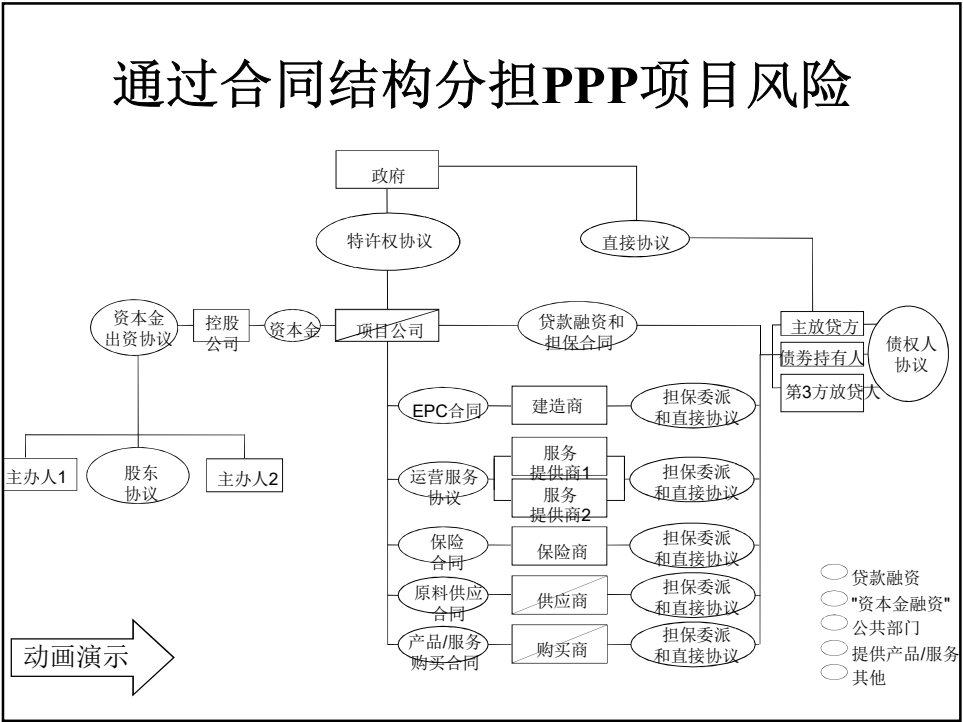 通过合同结构分担PPP项目风险
政府
特许权协议
直接协议
资本金
出资协议
控股
公司
资本金
项目公司
贷款融资和
担保合同
主放贷方
债券持有人
第3方放贷人
债权人
协议
EPC合同
建造商
担保委派
和直接协议
主办人1
股东
协议
主办人2
运营服务
协议
服务
提供商1
服务
提供商2
担保委派
和直接协议
保险
合同
保险商
担保委派
和直接协议
原料供应
合同
供应商
担保委派
和直接协议
产品/服务
购买合同
购买商
担保委派
和直接协议
动画演示
贷款融资
"资本金融资"
公共部门
提供产品/服务
其他